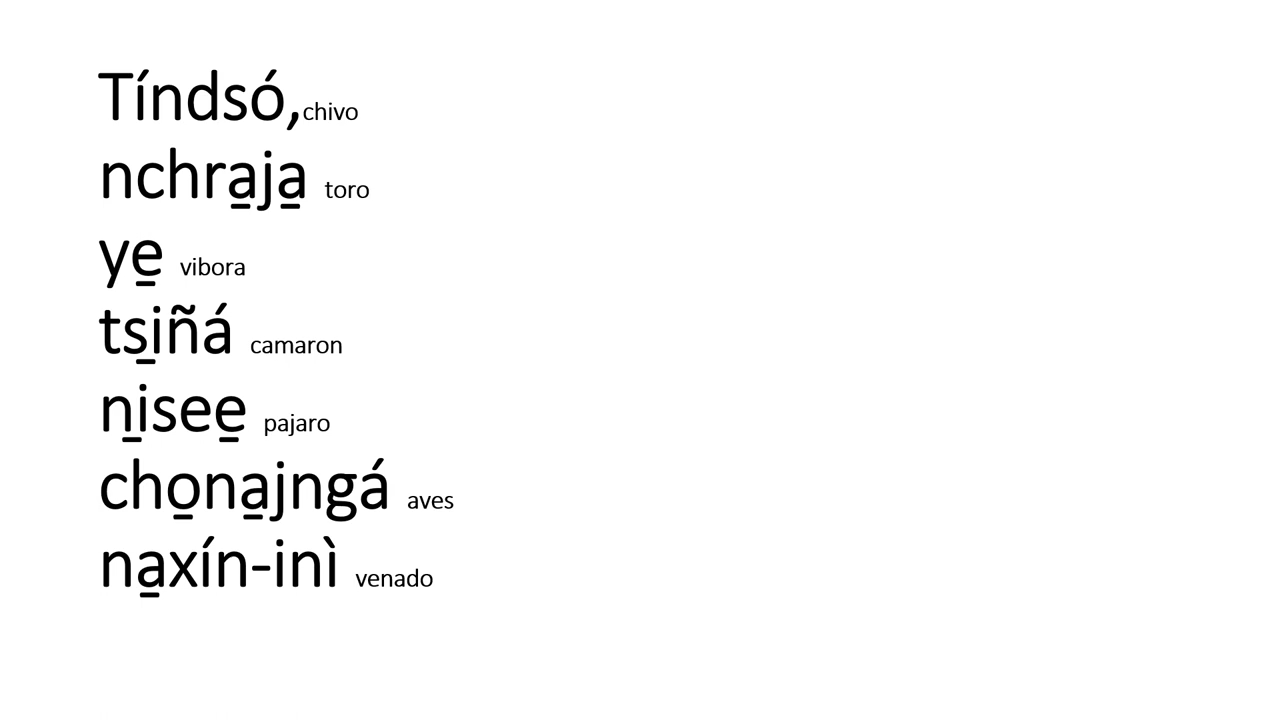 Tíndsó,chivo
nchra̱ja̱ toro
ye̱ vibora
ts̱iñá camaron
ṉisee̱ pajaro
cho̱na̱jngá aves
na̱xín-inì venado